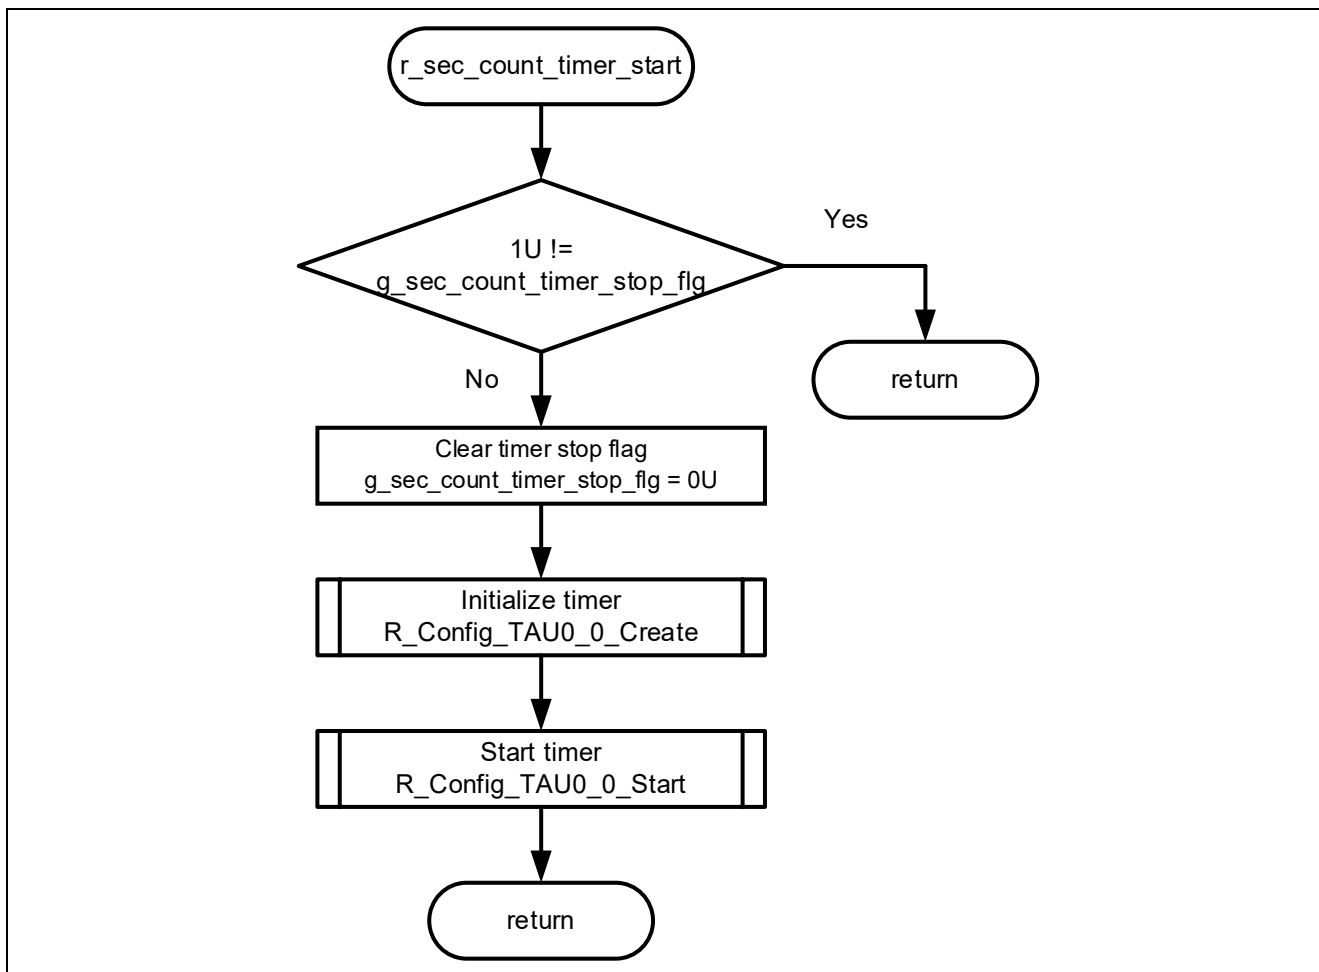 r_sec_count_timer_start
1U !=
g_sec_count_timer_stop_flg
Yes
return
No
Clear timer stop flag
g_sec_count_timer_stop_flg = 0U
Initialize timer
R_Config_TAU0_0_Create
Start timer
R_Config_TAU0_0_Start
return